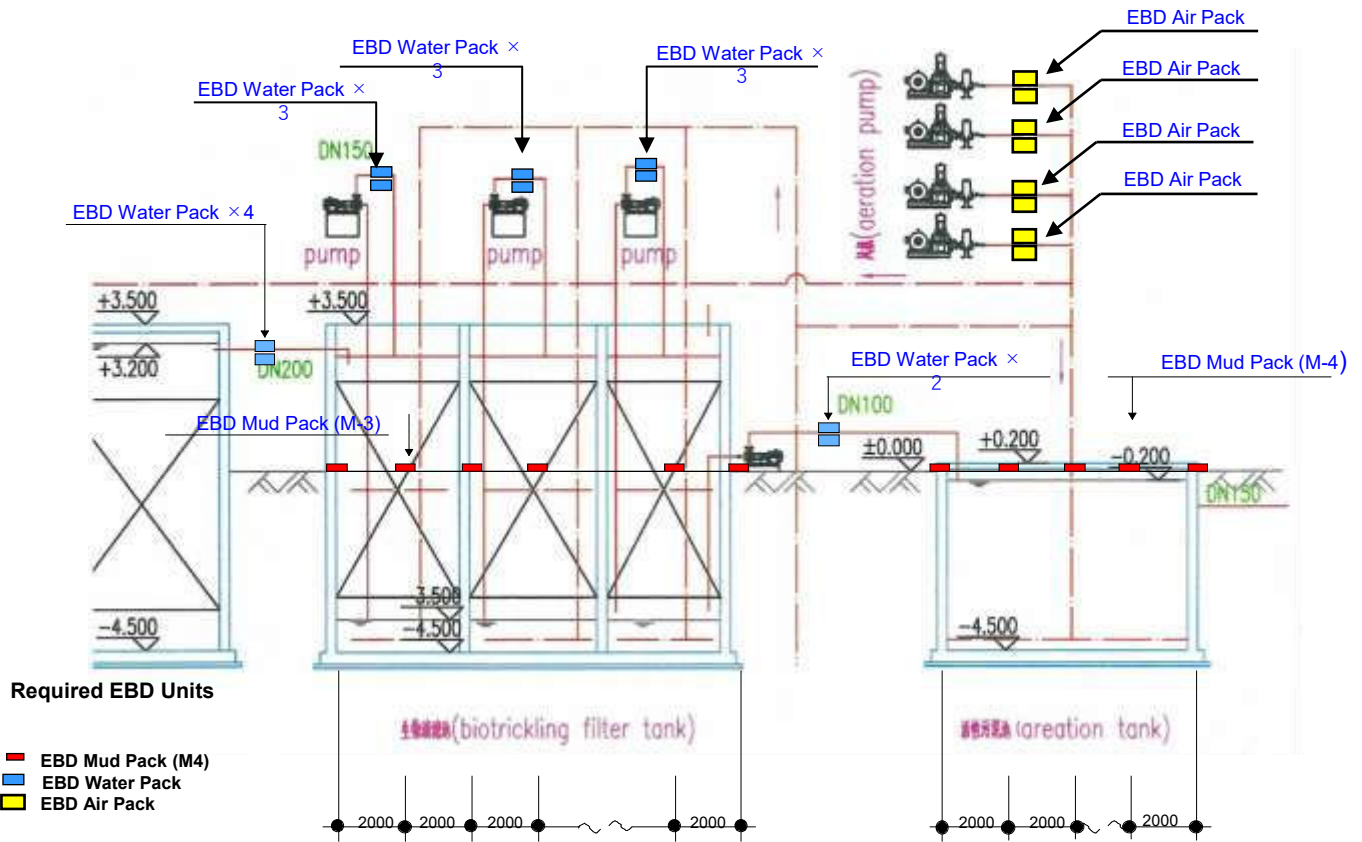 EBD Air Pack
EBD Water Pack ×
3
EBD Water Pack ×
3
EBD Air Pack
EBD Water Pack ×
3
EBD Air Pack
DN150
(aeration pump)
EBD Air Pack
EBD Water Pack ×4
pump
pump
pump
+3.500
+3.500
+3.200
DN200
EBD Water Pack ×
2
EBD Mud Pack (M-4)
DN100
EBD Mud Pack (M-3)
±0.000
+0.200
-0.200
DN150
-3.500
-4.500
-4.500
-4.500
Required EBD Units
(biotrickling filter tank)
(areation tank)
EBD Mud Pack (M4)
EBD Water Pack
EBD Air Pack
2000
2000
2000
2000
2000
2000
2000